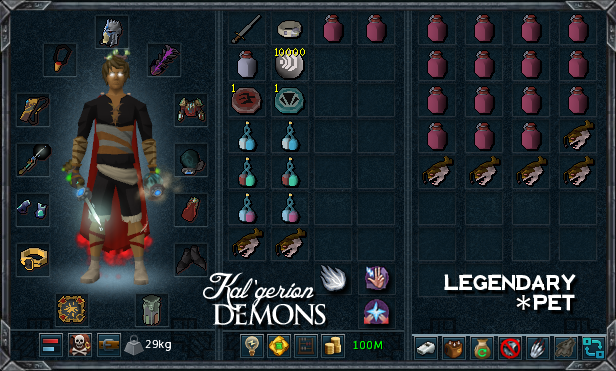 10000
1
1
Kal'gerion
DEMONS
LEGENDARY
*PET
29kg
100M